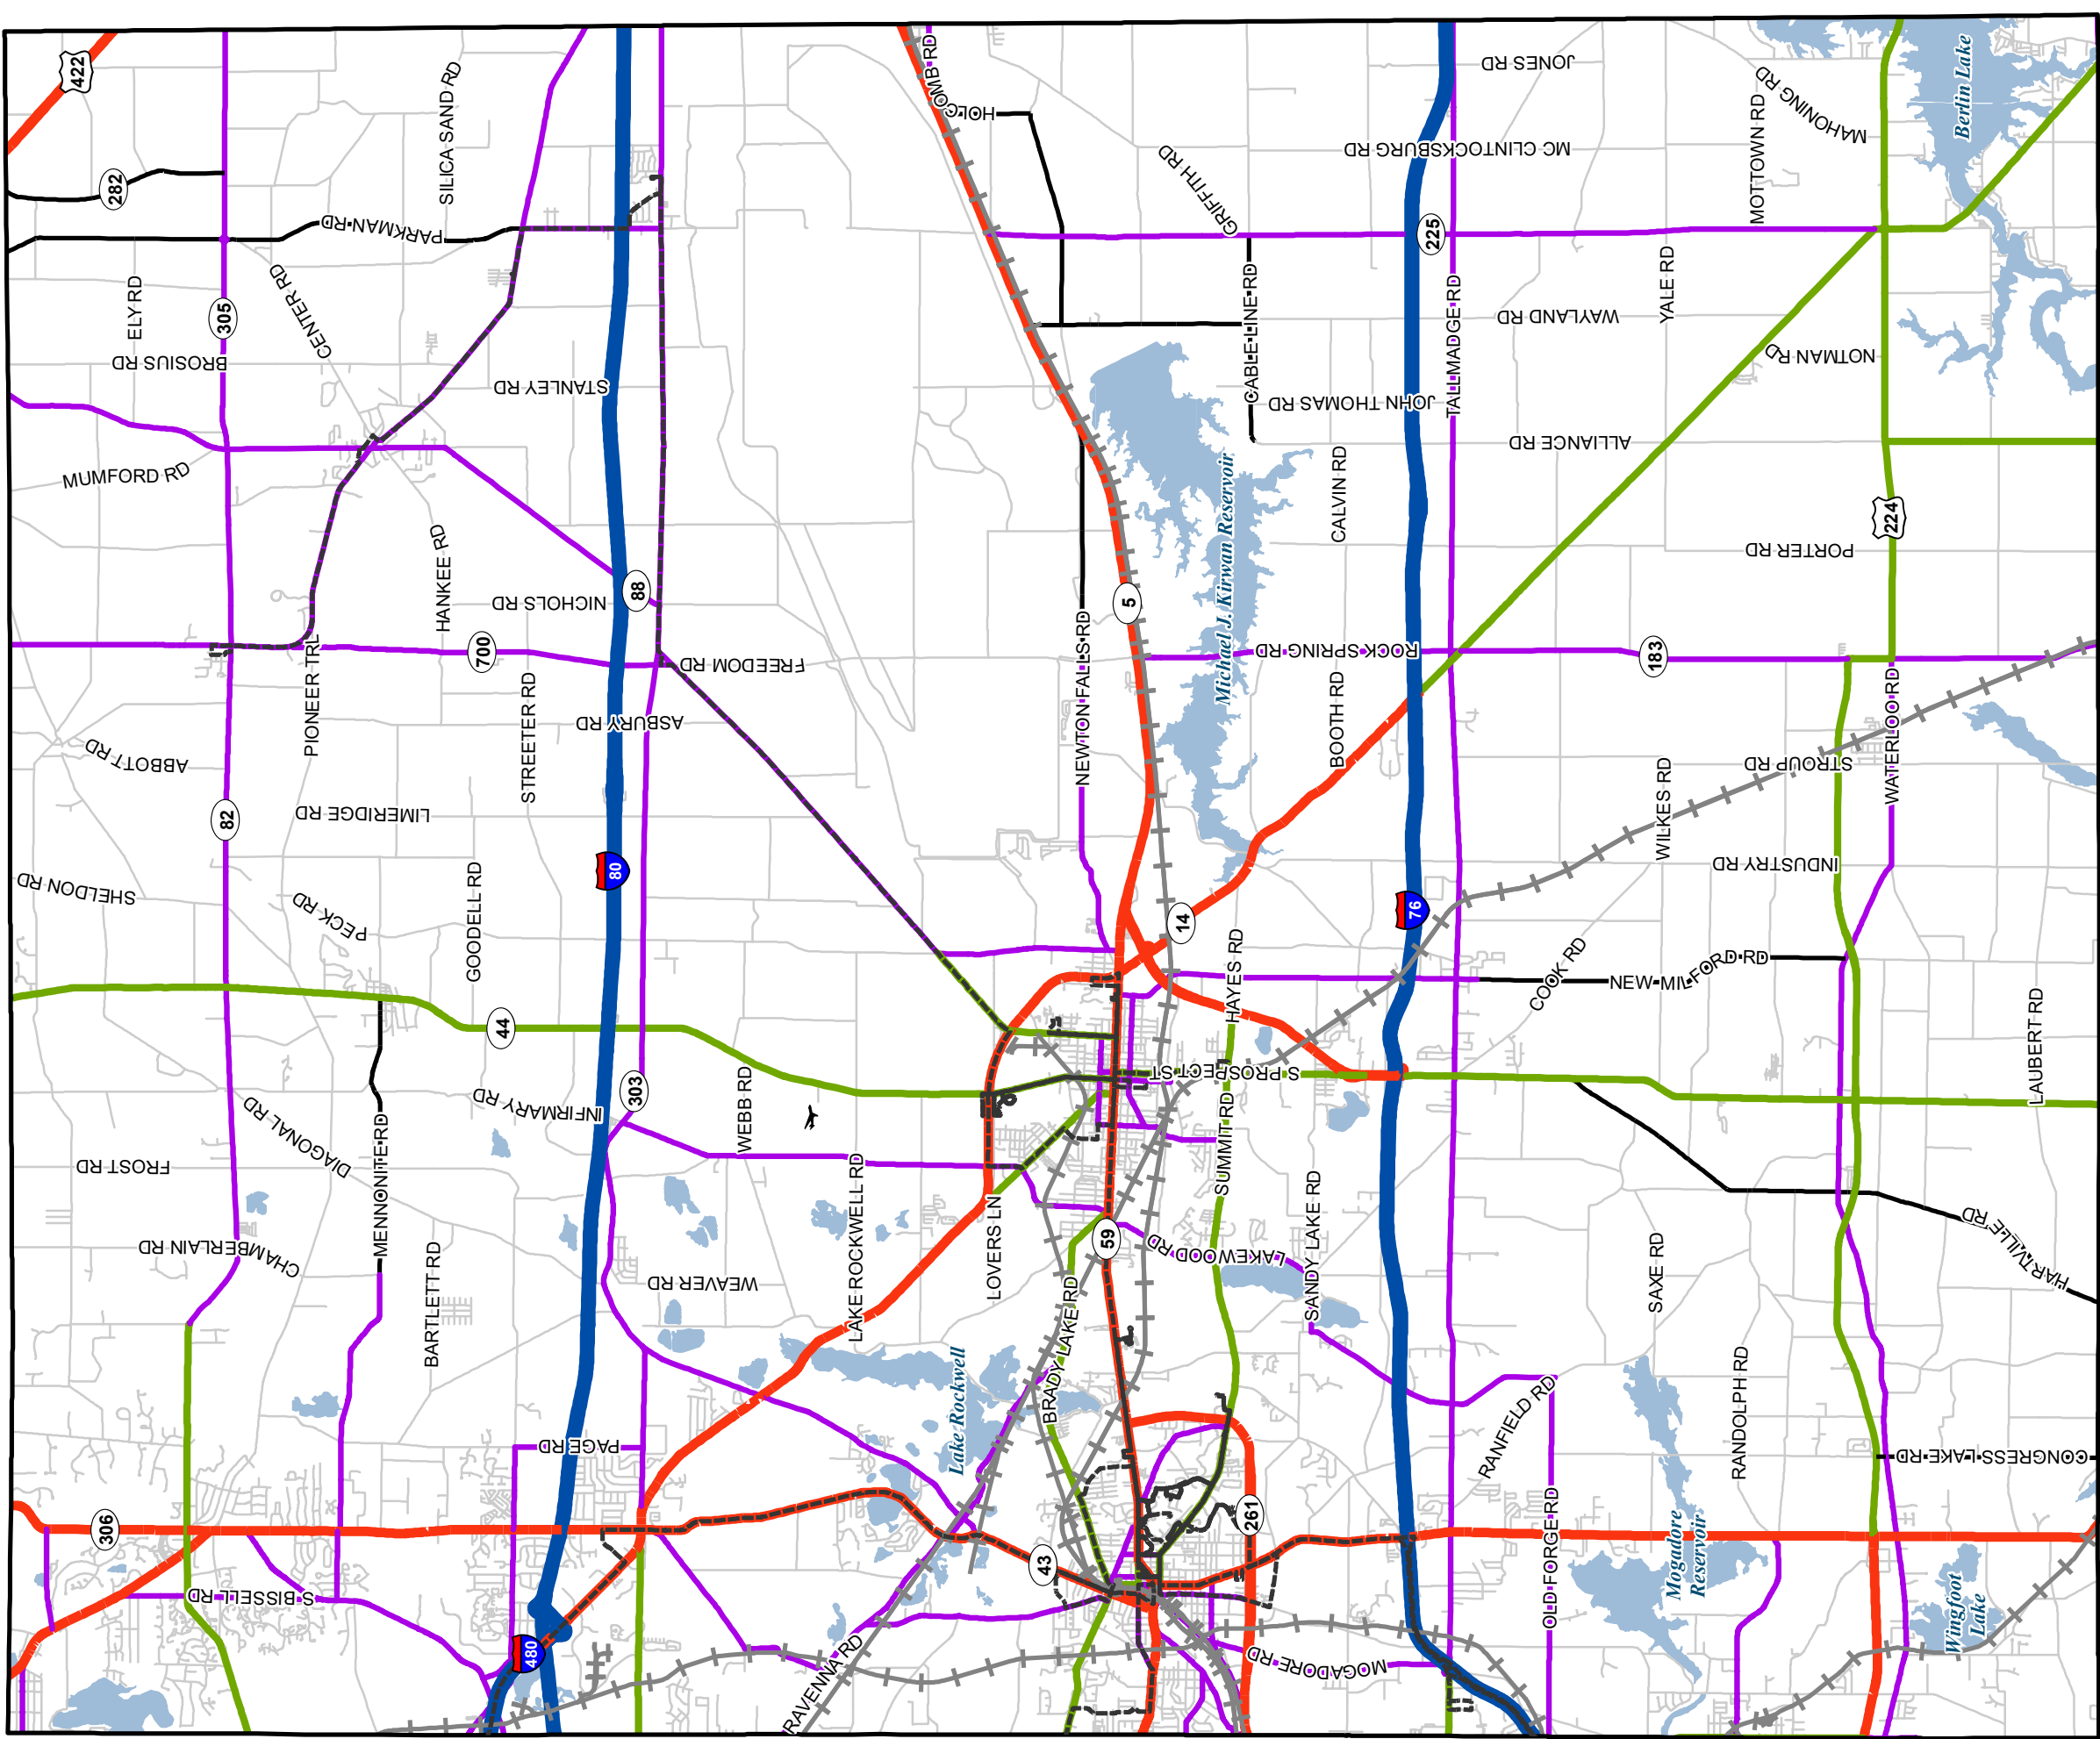 422
282
SILICA SAND RD
PARKMAN RD
ELY RD
305
CENTER RD
BROSIUS RD
STANLEY RD
MUMFORD RD
HANKEE RD
NICHOLS RD
88
PIONEER TRL
700
FREEDOM RD
STREETER RD
ASBURY RD
ABBOTT RD
82
LIMERIDGE RD
80
SHELDON RD
PECK RD
GOODELL RD
44
303
INFIRMARY RD
WEBB RD
DIAGONAL RD
FROST RD
MENNONITE RD
CHAMBERLAIN RD
BARTLETT RD
WEAVER RD
LAKE ROCKWELL RD
PAGE RD
306
S BISSELL RD
480
RAVENNA RD
HOLCOMB RD
JONES RD
MC CLINTOCKSBURG RD
GRIFFITH RD
225
CABLE LINE RD
TALLMADGE RD
WAYLAND RD
YALE RD
MOTTOWN RD
MAHONING RD
Berlin Lake
NOTMAN RD
JOHN THOMAS RD
ALLIANCE RD
CALVIN RD
Michael J. Kirwan Reservoir
224
PORTER RD
5
NEWTON FALLS RD
ROCK SPRING RD
183
BOOTH RD
WATERLOO RD
STROUP RD
WILKES RD
INDUSTRY RD
14
76
HAYES RD
COOK RD
NEW MILFORD RD
LAUBERT RD
S PROSPECT ST
SUMMIT RD
SANDY LAKE RD
LOVERS LN
59
LAKEWOOD RD
HARTVILLE RD
SAXE RD
BRADY LAKE RD
Lake Rockwell
RANFIELD RD
RANDOLPH RD
CONGRESS LAKE RD
261
43
OLD FORGE RD
Mogadore
Reservoir
Wingfoot
Lake
MOGADORE RD